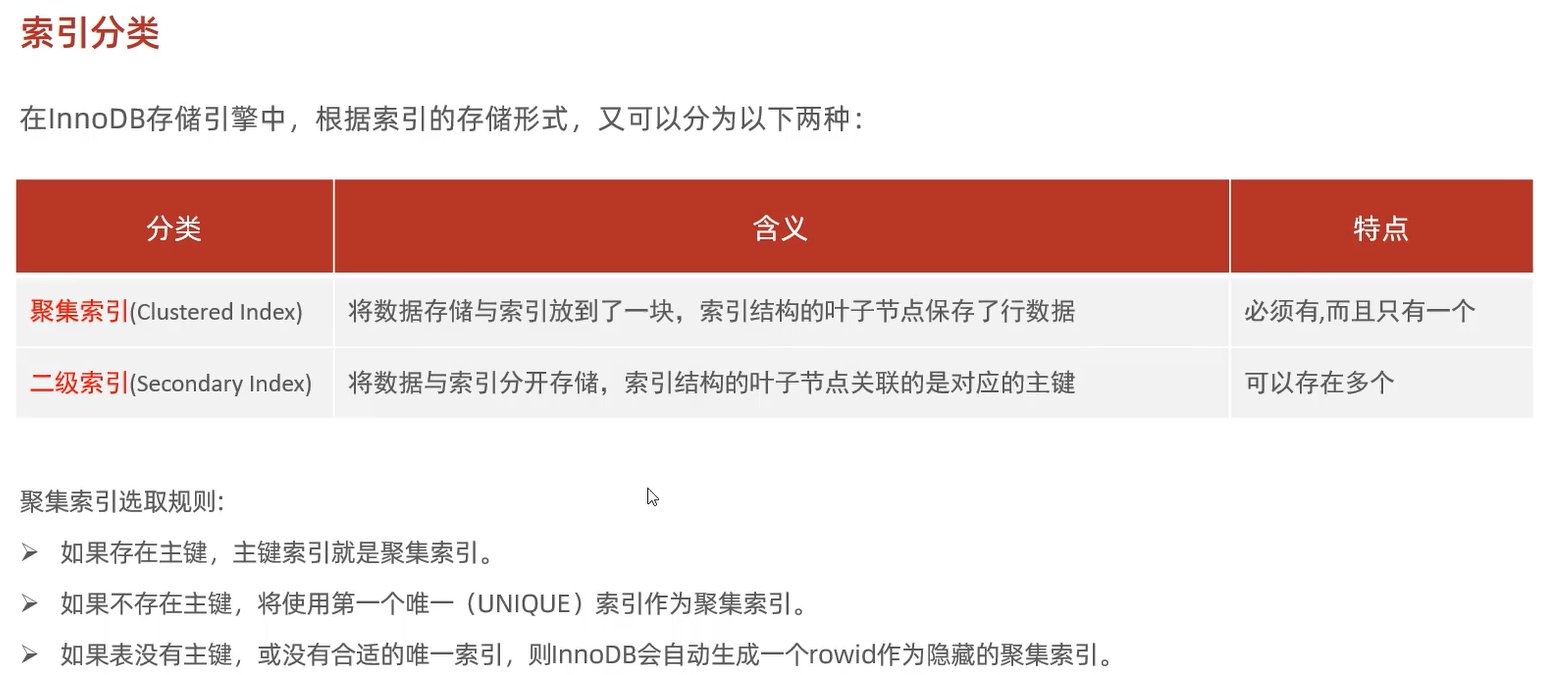 索引分类
在InnoDB存储引擎中，根据索引的存储形式，又可以分为以下两种：
分类 含义 特点
聚集索引(Clustered Index) 将数据存储与索引放到了一块，索引结构的叶子节点保存了行数据 必须有,而且只有一个
二级索引(Secondary Index) 将数据与索引分开存储，索引结构的叶子节点关联的是对应的主键 可以存在多个
聚集索引选取规则:
➢ 如果存在主键，主键索引就是聚集索引。
➢ 如果不存在主键，将使用第一个唯一（UNIQUE）索引作为聚集索引。
➢ 如果表没有主键，或没有合适的唯一索引，则InnoDB会自动生成一个rowid作为隐藏的聚集索引。